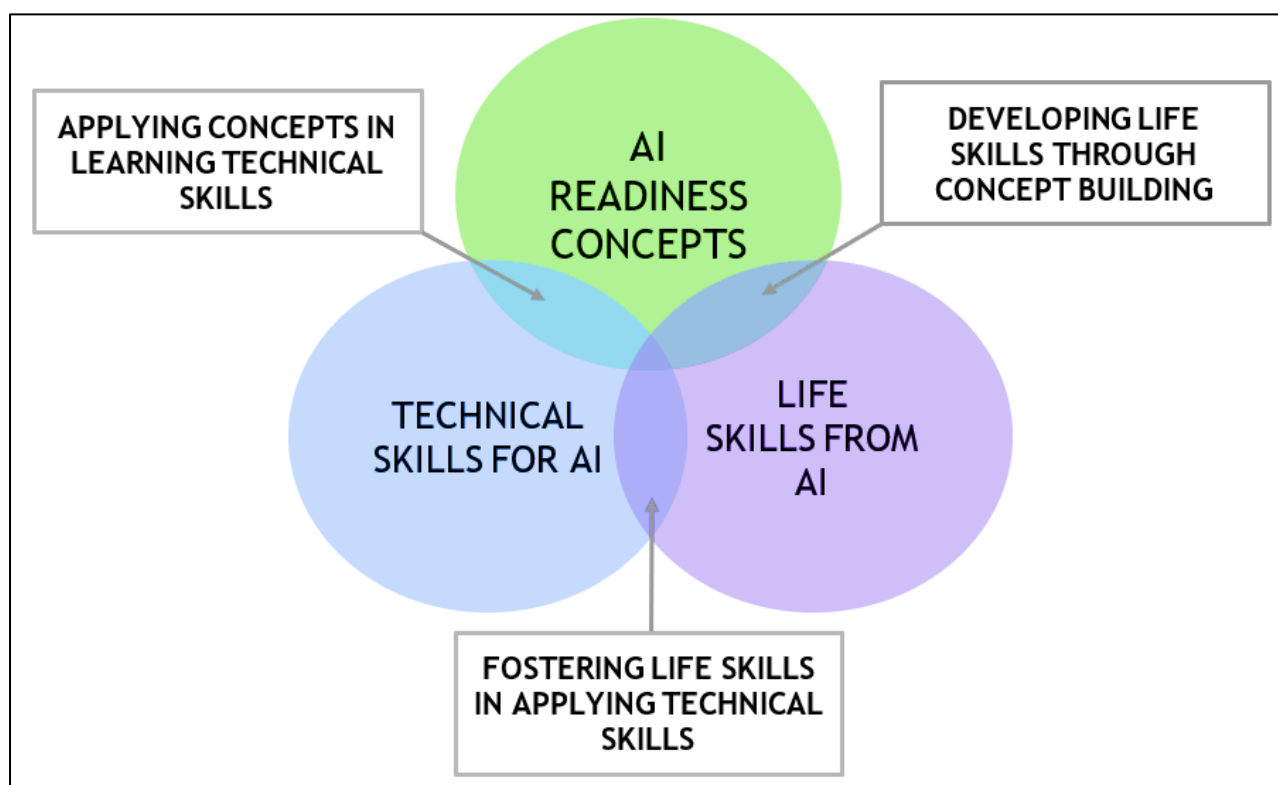 APPLYING CONCEPTS IN
LEARNING TECHNICAL
SKILLS
AI
READINESS
CONCEPTS
DEVELOPING LIFE
SKILLS THROUGH
CONCEPT BUILDING
TECHNICAL
SKILLS FOR AI
LIFE
SKILLS FROM
AI
FOSTERING LIFE SKILLS
IN APPLYING TECHNICAL
SKILLS